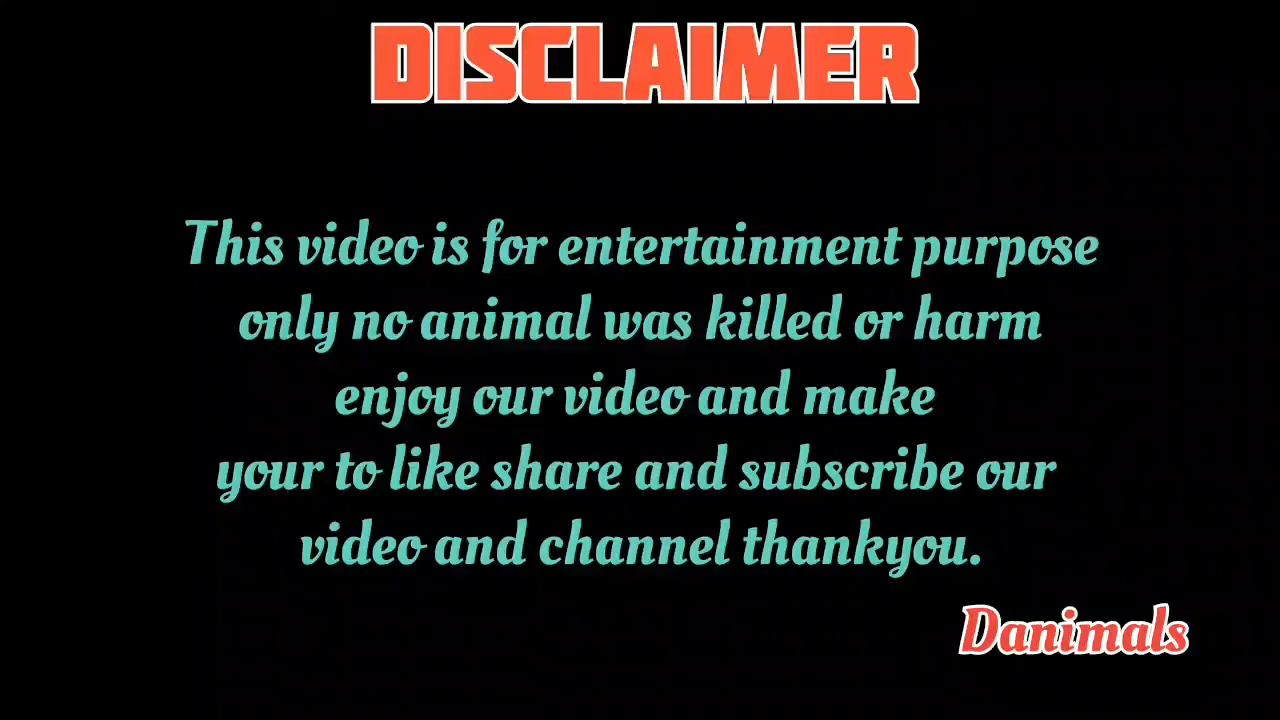 DISCLAIMER
This video is for entertainment purpose
only no animal was killed or harm
enjoy our video and make
your to like share and subscribe our
video and channel thankyou.
Danimals